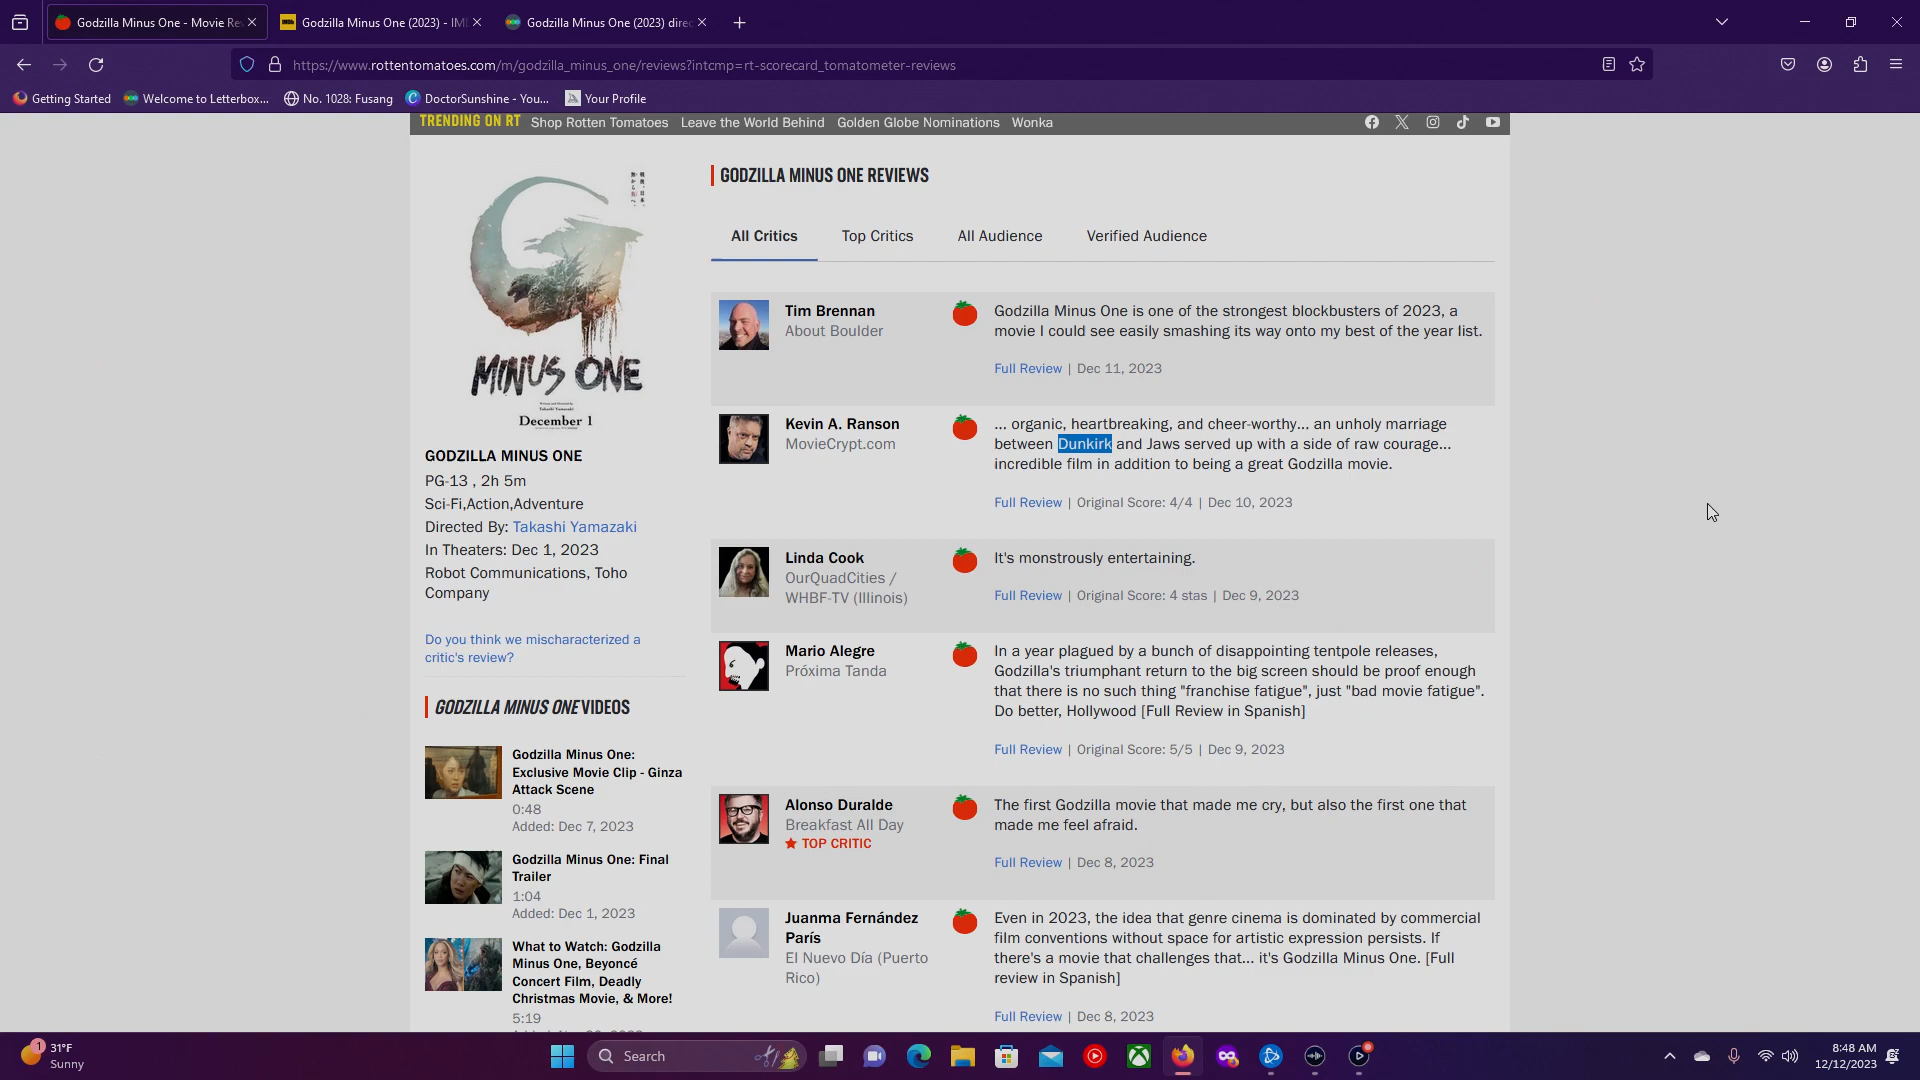 Godzilla Minus One - Movie Re
Godzilla Minus One (2023) - IM
Godzilla Minus One (2023) direc
https://www.rottentomatoes.com/m/godzilla_minus_one/reviews?intcmp=rt-scorecard_tomatometer-reviews
Getting Started
Welcome to Letterbox...
No. 1028: Fusang
DoctorSunshine - You...
Your Profile
TRENDING ON RT
Shop Rotten Tomatoes
Leave the World Behind
Golden Globe Nominations
Wonka
MINUS ONE
December 1
GODZILLA MINUS ONE
PG-13 , 2h 5m
Sci-Fi,Action,Adventure
Directed By: Takashi Yamazaki
In Theaters: Dec 1, 2023
Robot Communications, Toho
Company
Do you think we mischaracterized a
critic's review?
GODZILLA MINUS ONE VIDEOS
Godzilla Minus One:
Exclusive Movie Clip - Ginza
Attack Scene
0:48
Added: Dec 7, 2023
Godzilla Minus One: Final
Trailer
1:04
Added: Dec 1, 2023
What to Watch: Godzilla
Minus One, Beyoncé
Concert Film, Deadly
Christmas Movie, & More!
5:19
GODZILLA MINUS ONE REVIEWS
All Critics
Top Critics
All Audience
Verified Audience
Tim Brennan
About Boulder
Godzilla Minus One is one of the strongest blockbusters of 2023, a
movie I could see easily smashing its way onto my best of the year list.
Full Review | Dec 11, 2023
Kevin A. Ranson
MovieCrypt.com
... organic, heartbreaking, and cheer-worthy... an unholy marriage
between Dunkirk and Jaws served up with a side of raw courage...
incredible film in addition to being a great Godzilla movie.
Full Review | Original Score: 4/4 | Dec 10, 2023
Linda Cook
OurQuadCities /
WHBF-TV (Illinois)
It's monstrously entertaining.
Full Review | Original Score: 4 stas | Dec 9, 2023
Mario Alegre
Próxima Tanda
In a year plagued by a bunch of disappointing tentpole releases,
Godzilla's triumphant return to the big screen should be proof enough
that there is no such thing "franchise fatigue", just "bad movie fatigue".
Do better, Hollywood [Full Review in Spanish]
Full Review | Original Score: 5/5 | Dec 9, 2023
Alonso Duralde
Breakfast All Day
TOP CRITIC
The first Godzilla movie that made me cry, but also the first one that
made me feel afraid.
Full Review | Dec 8, 2023
Juanma Fernández
París
El Nuevo Día (Puerto
Rico)
Even in 2023, the idea that genre cinema is dominated by commercial
film conventions without space for artistic expression persists. If
there's a movie that challenges that... it's Godzilla Minus One. [Full
review in Spanish]
Full Review | Dec 8, 2023
1
31°F
Sunny
Search
8:48 AM
12/12/2023